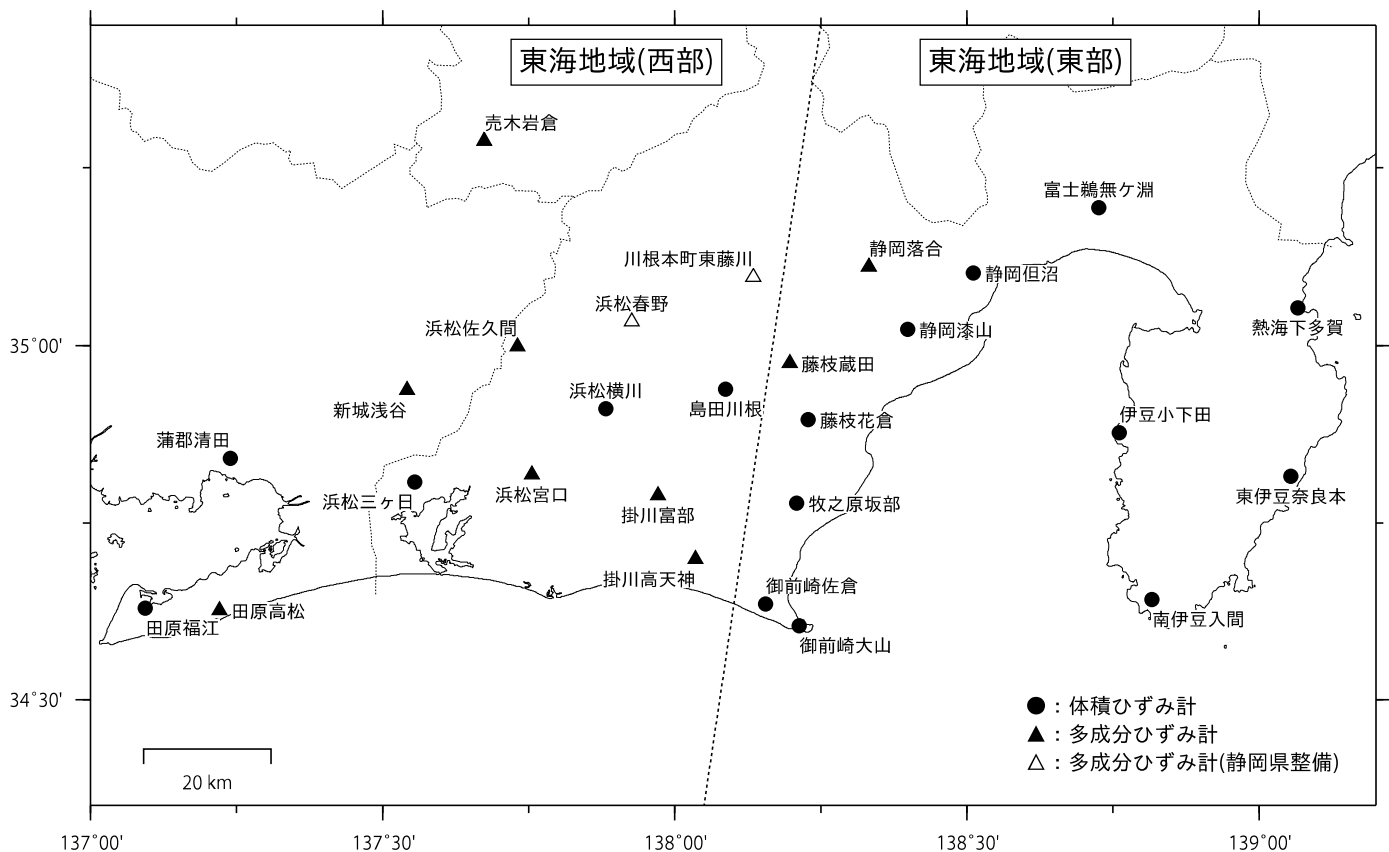 東海地域(西部)
東海地域(東部)
売木岩倉
富士鵜無ケ淵
静岡落合
川根本町東藤川
静岡但沼
浜松春野
熱海下多賀
浜松佐久間
静岡漆山
35°00'
藤枝蔵田
浜松横川
新城浅谷
島田川根
伊豆小下田
藤枝花倉
蒲郡清田
浜松三ヶ日
浜松宮口
東伊豆奈良本
牧之原坂部
掛川富部
掛川高天神
御前崎佐倉
田原高松
田原福江
南伊豆入間
御前崎大山
34°30'
：体積ひずみ計
：多成分ひずみ計
：多成分ひずみ計(静岡県整備)
20 km
137°00'
137°30'
138°00'
138°30'
139°00'